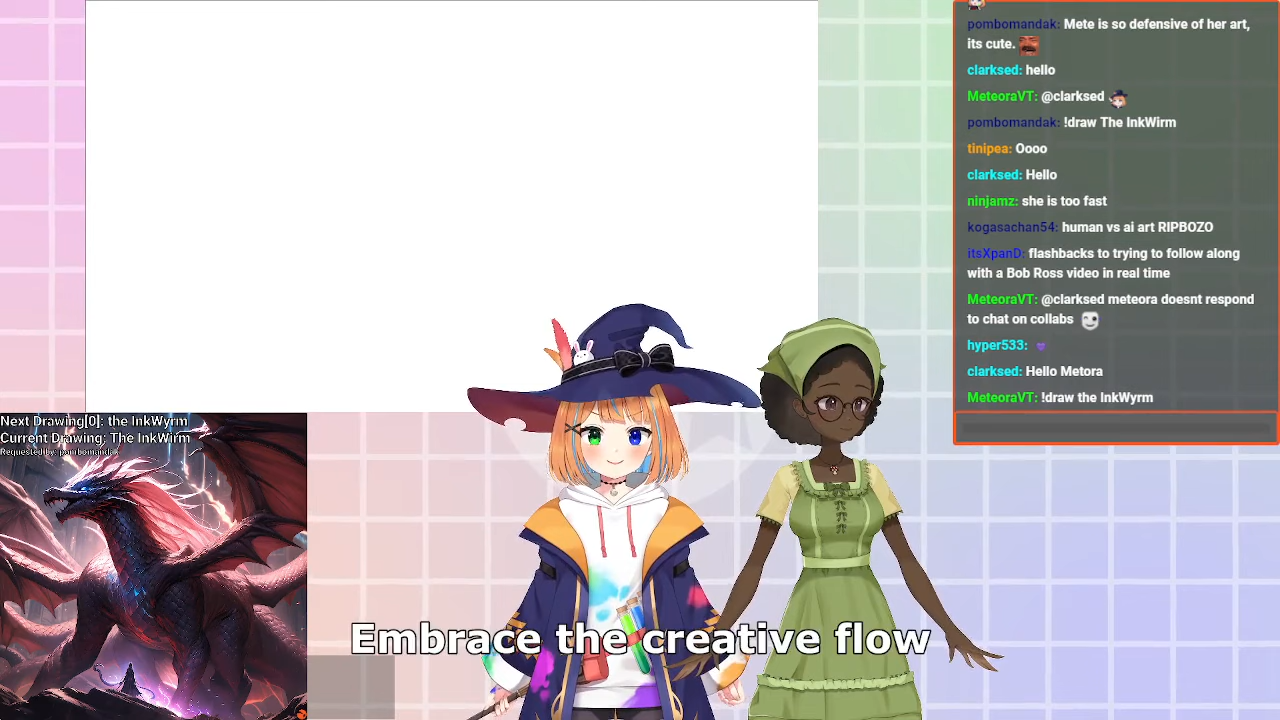 pombomandak: Mete is so defensive of her art,
its cute.
clarksed: hello
MeteoraVT: @clarksed
pombomandak: !draw The InkWirm
tinipea: Oooo
clarksed: Hello
ninjamz: she is too fast
kogasachan54: human vs ai art RIPBOZO
itsXpanD: flashbacks to trying to follow along
with a Bob Ross video in real time
MeteoraVT: @clarksed meteora doesnt respond
to chat on collabs
hyper533:
clarksed: Hello Metora
MeteoraVT: !draw the InkWyrm
Next Drawing[0]: the InkWyrm
Current Drawing: The InkWirm
Requested by: pombomandak
Embrace the creative flow